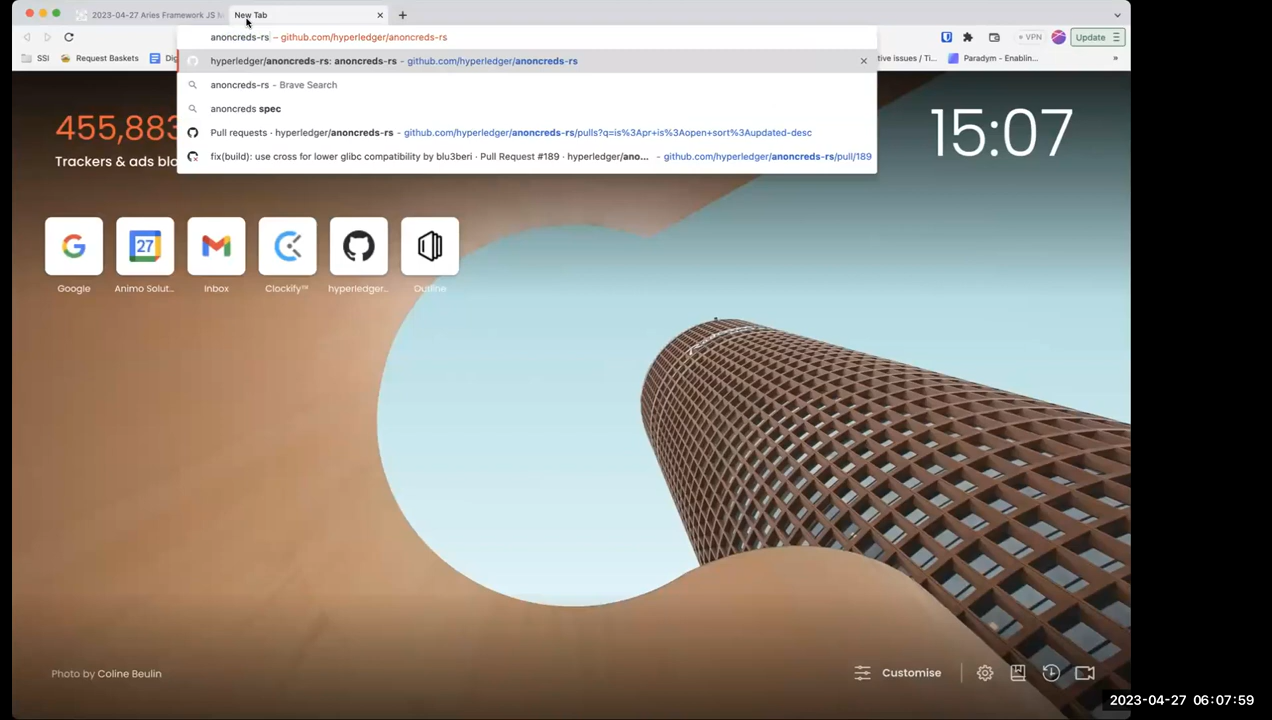 2023-04-27 Aries Framework JS M
New Tab
anoncreds-rs – github.com/hyperledger/anoncreds-rs
VPN
Update
SSI
Request Baskets
Dig
hyperledger/anoncreds-rs: anoncreds-rs – github.com/hyperledger/anoncreds-rs
tive issues / Ti...
Paradym - Enablin...
»
anoncreds-rs - Brave Search
anoncreds spec
Pull requests · hyperledger/anoncreds-rs – github.com/hyperledger/anoncreds-rs/pulls?q=is%3Apr+is%3Aopen+sort%3Aupdated-desc
fix(build): use cross for lower glibc compatibility by blu3beri · Pull Request #189 · hyperledger/ano... – github.com/hyperledger/anoncreds-rs/pull/189
455,883
Trackers & ads blo
15:07
27
Google
Animo Solut...
Inbox
Clockify™
hyperledger...
Outline
Photo by Coline Beulin
Customise
2023-04-27 06:07:59